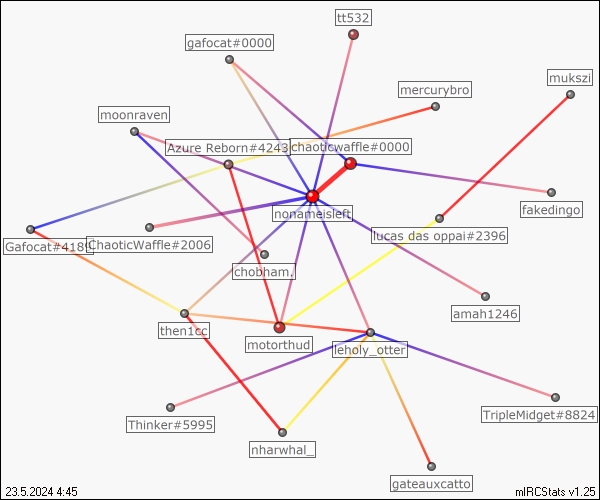 tt532
gafocat#0000
mukszi
mercurybro
moonraven
Azure Reborn#4243
chaoticwaffle#0000
fakedingo
nonameisleft
lucas das oppai#2396
Gafocat#4189
ChaoticWaffle#2006
chobham.
amah1246
then1cc
motorthud
leholy_otter
TripleMidget#8824
Thinker#5995
nharwhal_
gateauxcatto
23.5.2024 4:45
mIRCStats v1.25